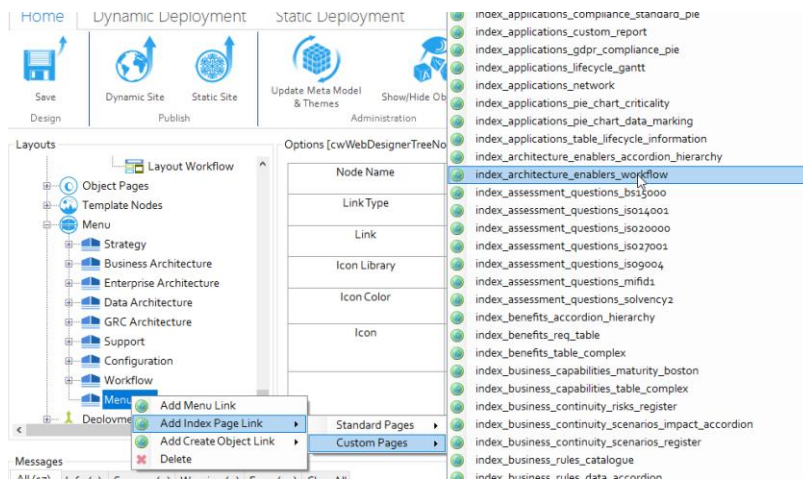 Home Dynamic Deployment Static Deployment
Save
Dynamic Site
Static Site
Update Meta Model
& Themes
Show/Hide Ob
Design
Publish
Administration
Layouts
Layout Workflow
Object Pages
Template Nodes
Menu
Strategy
Business Architecture
Enterprise Architecture
Data Architecture
GRC Architecture
Support
Configuration
Workflow
Menu
Deployme
Messages
Options [cwWebDesignerTreeNo
Node Name
Link Type
Link
Icon Library
Icon Color
Icon
Add Menu Link
Add Index Page Link
Add Create Object Link
Delete
Standard Pages
Custom Pages
index_applications_compliance_standard_pie
index_applications_custom_report
index_applications_gdpr_compliance_pie
index_applications_lifecycle_gantt
index_applications_network
index_applications_pie_chart_criticality
index_applications_pie_chart_data_marking
index_applications_table_lifecycle_information
index_architecture_enablers_accordion_hierarchy
index_architecture_enablers_workflow
index_assessment_questions_bs15000
index_assessment_questions_iso14001
index_assessment_questions_iso20000
index_assessment_questions_iso27001
index_assessment_questions_iso9004
index_assessment_questions_mifid1
index_assessment_questions_solvency2
index_benefits_accordion_hierarchy
index_benefits_req_table
index_benefits_table_complex
index_business_capabilities_maturity_boston
index_business_capabilities_table_complex
index_business_continuity_risks_register
index_business_continuity_scenarios_impact_accordion
index_business_continuity_scenarios_register
index_business_rules_catalogue
index_business_rules_data_accordion